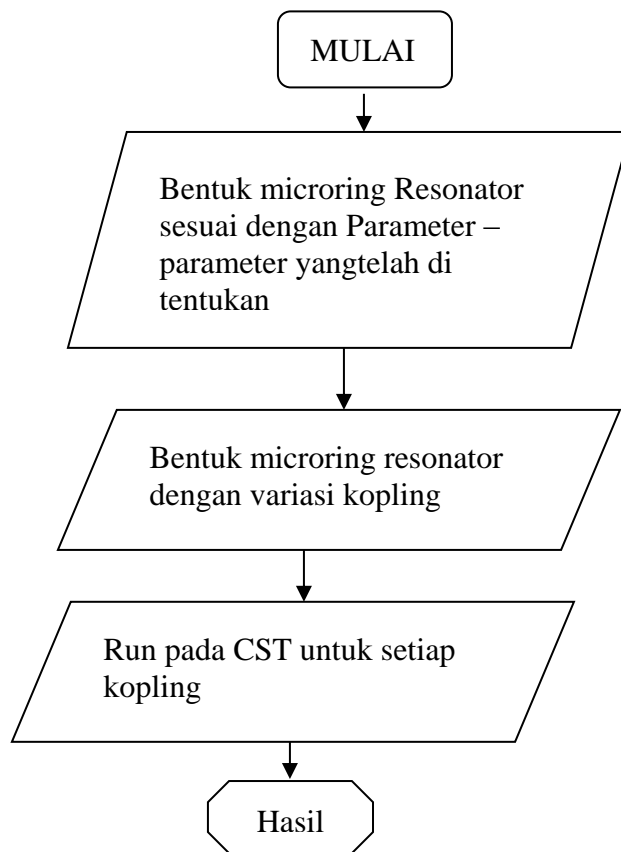 MULAI
Bentuk microring Resonator
sesuai dengan Parameter –
parameter yangtelah di
tentukan
Bentuk microring resonator
dengan variasi kopling
Run pada CST untuk setiap
kopling
Hasil